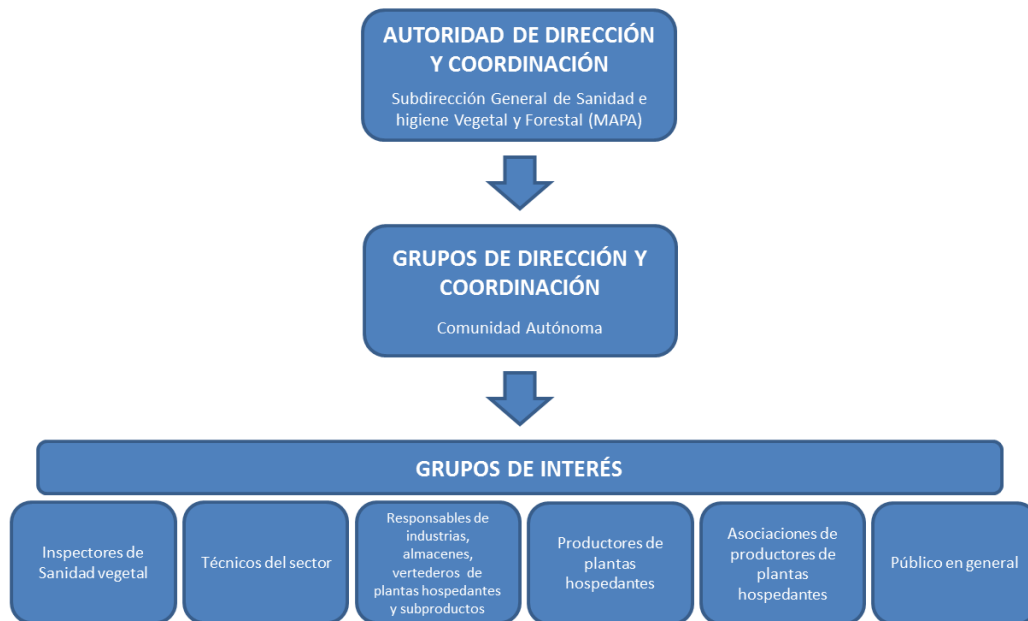 AUTORIDAD DE DIRECCIÓN
Y COORDINACIÓN
Subdirección General de Sanidad e
higiene Vegetal y Forestal (MAPA)
GRUPOS DE DIRECCIÓN Y
COORDINACIÓN
Comunidad Autónoma
GRUPOS DE INTERÉS
Inspectores de
Sanidad vegetal
Técnicos del sector
Responsables de
industrias,
almacenes,
vertederos de
plantas hospedantes
y subproductos
Productores de
plantas
hospedantes
Asociaciones de
productores de
plantas
hospedantes
Público en general